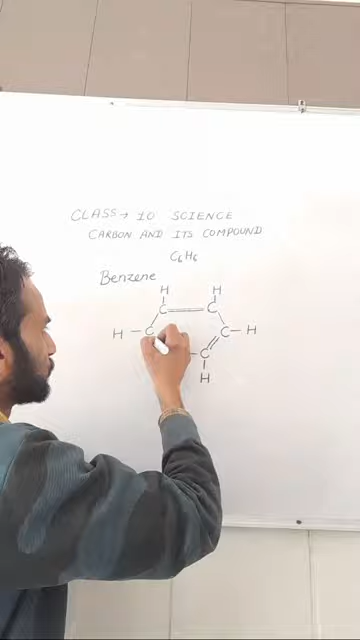 CLASS → 10 SCIENCE
CARBON AND ITS COMPOUND
C₆H₆
Benzene
H H
C C
H C C H
C
H